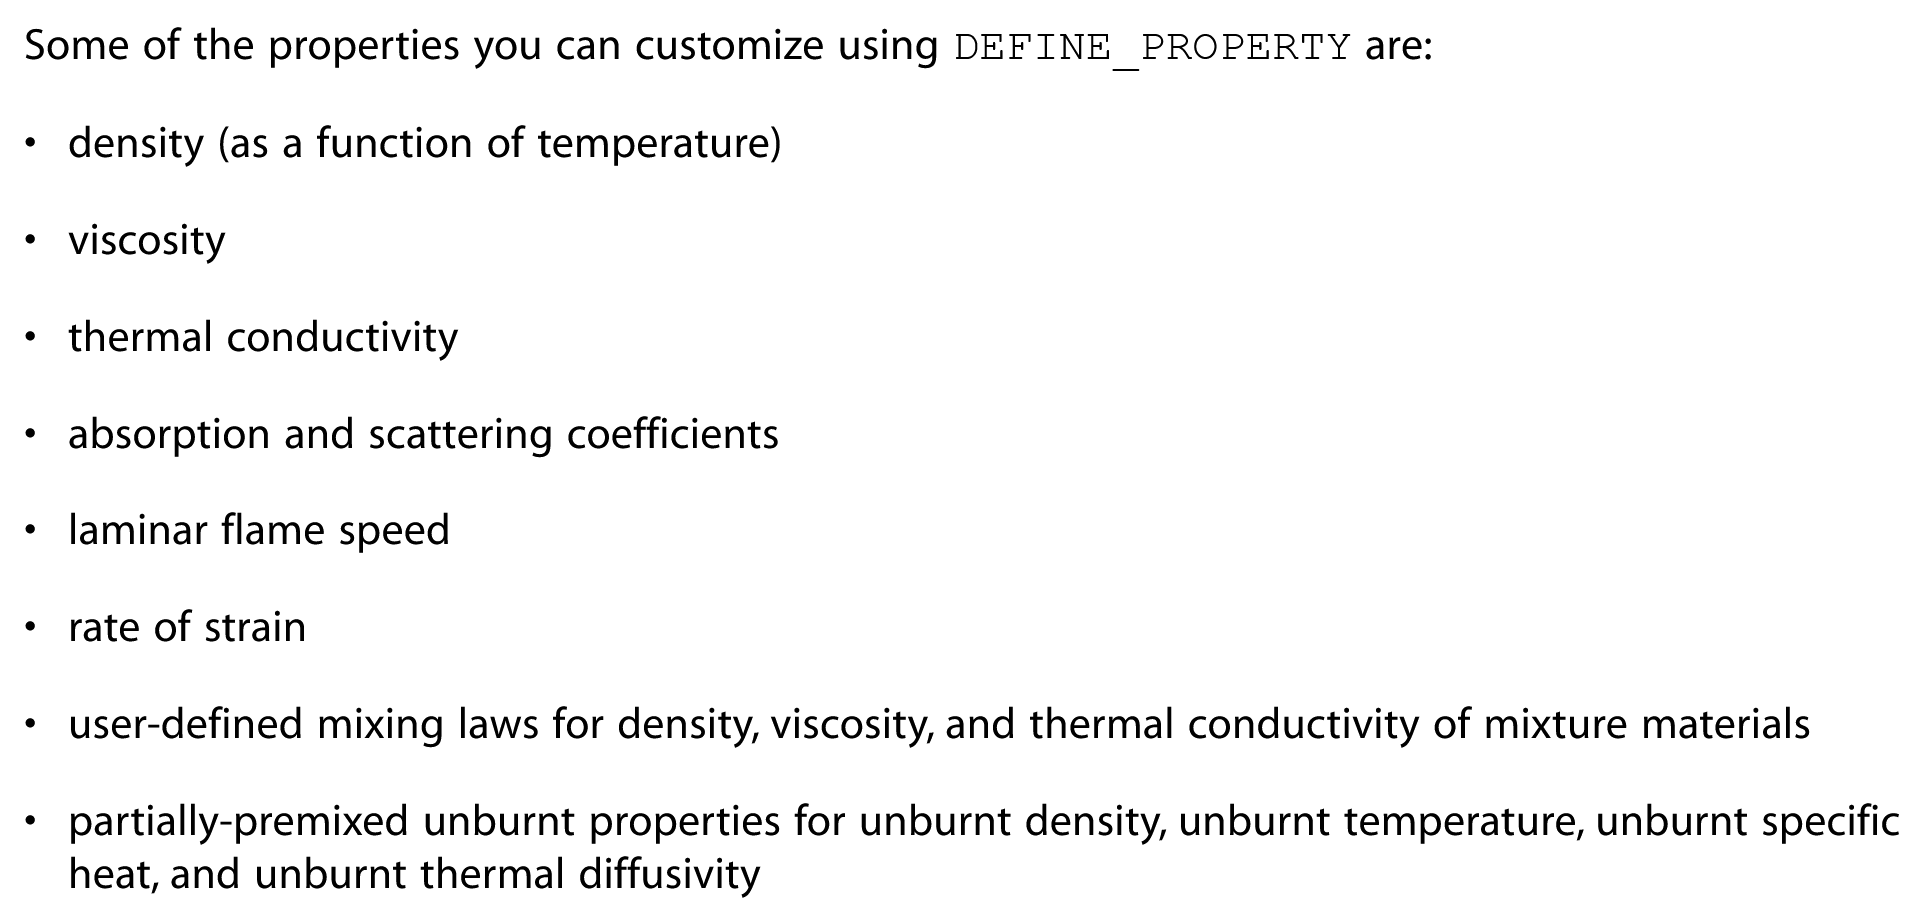 Some of the properties you can customize using DEFINE_PROPERTY are:
• density (as a function of temperature)
• viscosity
• thermal conductivity
• absorption and scattering coefficients
• laminar flame speed
• rate of strain
• user-defined mixing laws for density, viscosity, and thermal conductivity of mixture materials
• partially-premixed unburnt properties for unburnt density, unburnt temperature, unburnt specific
heat, and unburnt thermal diffusivity